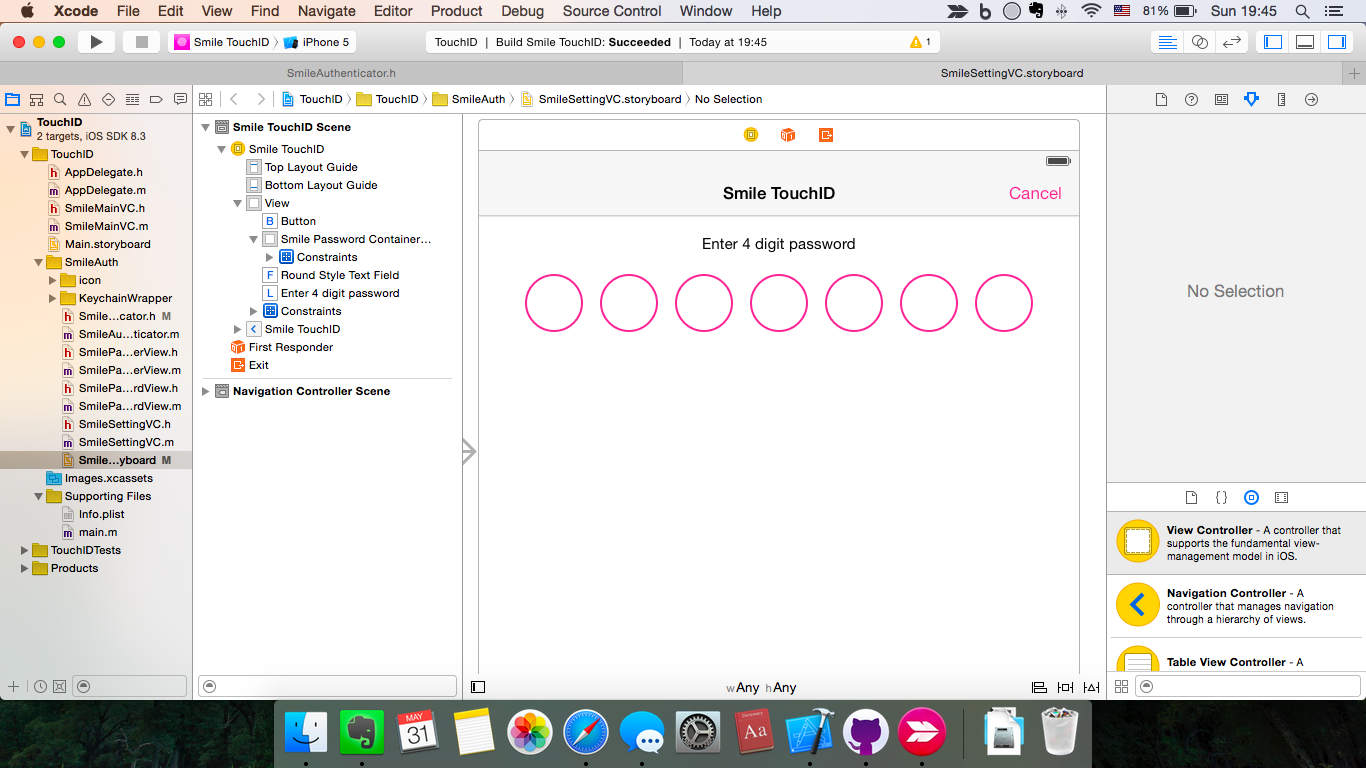 Xcode File Edit View Find Navigate Editor Product Debug Source Control Window Help 81% Sun 19:45
Smile TouchID iPhone 5 TouchID | Build Smile TouchID: Succeeded | Today at 19:45 1
SmileAuthenticator.h SmileSettingVC.storyboard
TouchID TouchID SmileAuth SmileSettingVC.storyboard No Selection
TouchID
2 targets, iOS SDK 8.3
TouchID
AppDelegate.h
AppDelegate.m
SmileMainVC.h
SmileMainVC.m
Main.storyboard
SmileAuth
icon
KeychainWrapper
Smile...cator.h M
SmileAu...ticator.m
SmilePa...erView.h
SmilePa...erView.m
SmilePa...rdView.h
SmilePa...rdView.m
SmileSettingVC.h
SmileSettingVC.m
Smile...yboard M
Images.xcassets
Supporting Files
Info.plist
main.m
TouchIDTests
Products
Smile TouchID Scene
Smile TouchID
Top Layout Guide
Bottom Layout Guide
View
B Button
Smile Password Container...
Constraints
F Round Style Text Field
L Enter 4 digit password
Constraints
Smile TouchID
First Responder
Exit
Navigation Controller Scene
Smile TouchID Cancel
Enter 4 digit password
wAny hAny
No Selection
View Controller - A controller that
supports the fundamental view-
management model in iOS.
Navigation Controller - A
controller that manages navigation
through a hierarchy of views.
Table View Controller - A
MAY
31
Aa